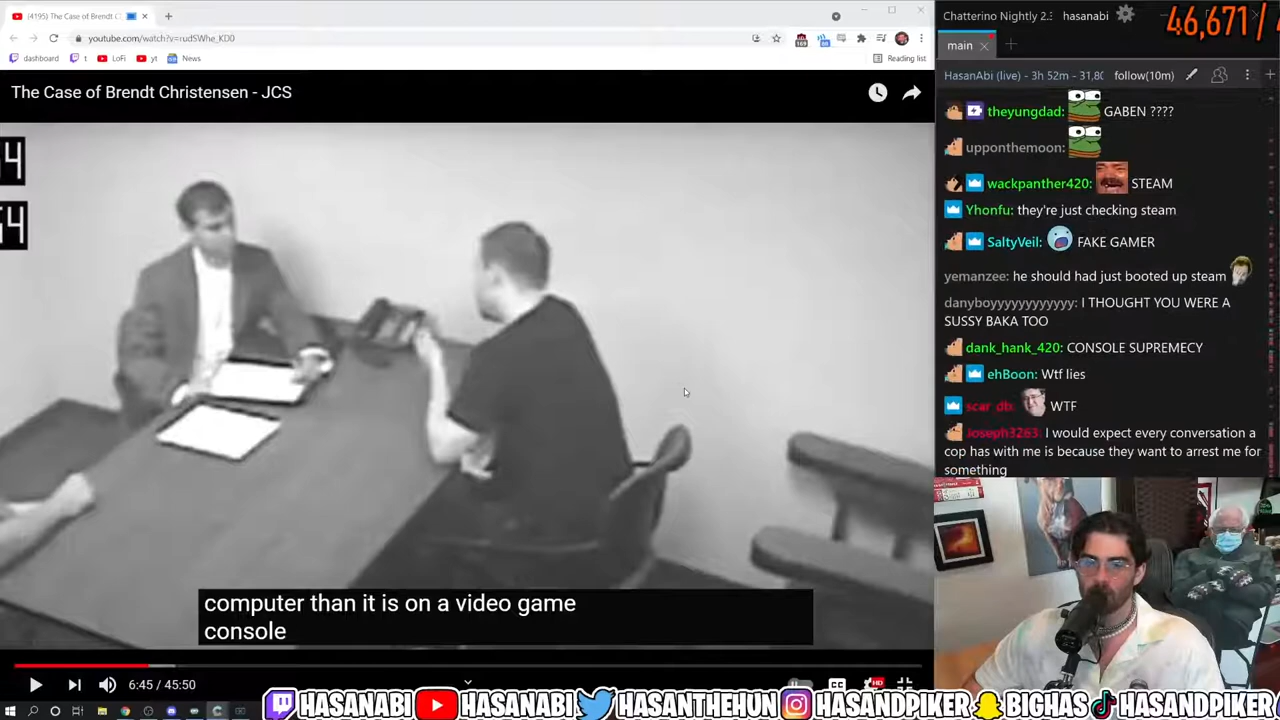 (4195) The Case of Brendt C
Chatterino Nightly 2.
hasanabi
46,671/
youtube.com/watch?v=rudSWhe_KD0
dashboard
t
LoFi
yt
News
Reading list
main
The Case of Brendt Christensen - JCS
HasanAbi (live) - 3h 52m - 31,80
follow(10m)
theyungdad: GABEN ????
upponthemoon:
wackpanther420: STEAM
Yhonfu: they're just checking steam
SaltyVeil: FAKE GAMER
yemanzee: he should had just booted up steam
danyboyyyyyyyyyyyy: I THOUGHT YOU WERE A
SUSSY BAKA TOO
dank_hank_420: CONSOLE SUPREMECY
ehBoon: Wtf lies
WTF
Joseph3263: I would expect every conversation a
cop has with me is because they want to arrest me for
something
computer than it is on a video game
console
6:45 / 45:50
HD
HASANABI
HASANABI
HASANTHEHUN
HASANDPIKER
BIGHAS
HASANDPIKER